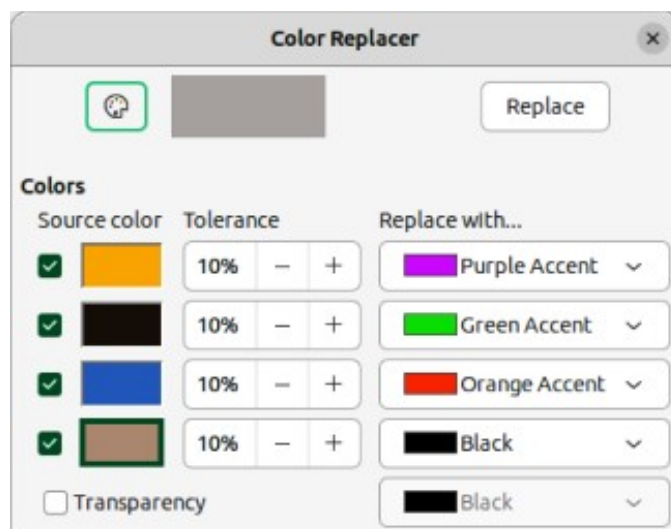 Color Replacer
Replace
Colors
Source color Tolerance Replace with...
10% − + Purple Accent
10% − + Green Accent
10% − + Orange Accent
10% − + Black
Transparency Black